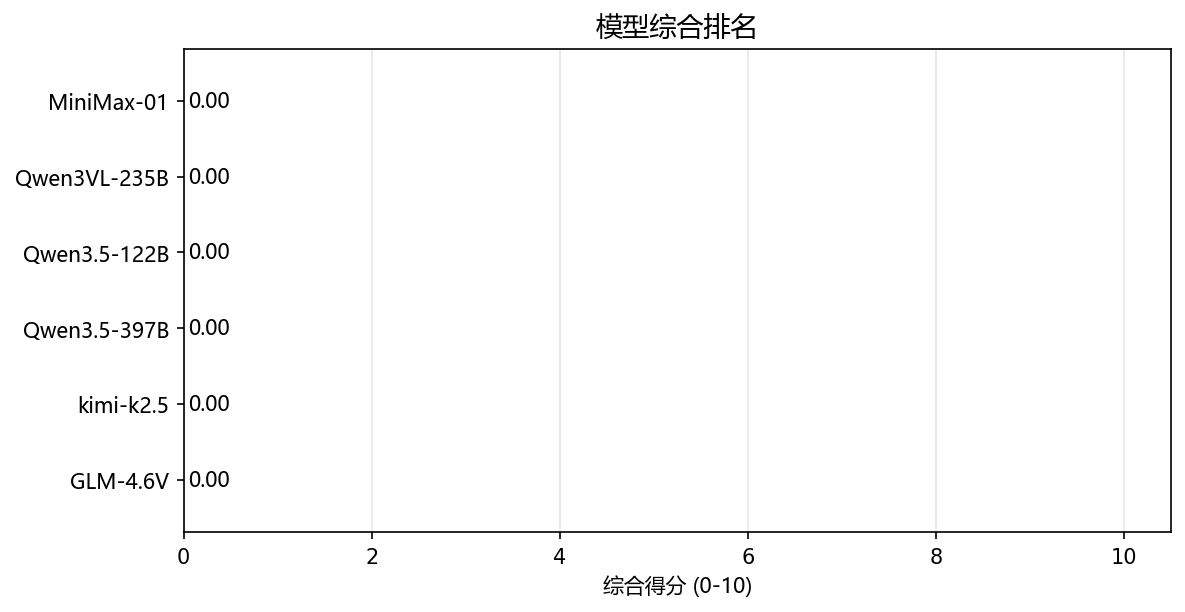 模型综合排名
MiniMax-01 0.00
Qwen3VL-235B 0.00
Qwen3.5-122B 0.00
Qwen3.5-397B 0.00
kimi-k2.5 0.00
GLM-4.6V 0.00
0 2 4 6 8 10
综合得分 (0-10)